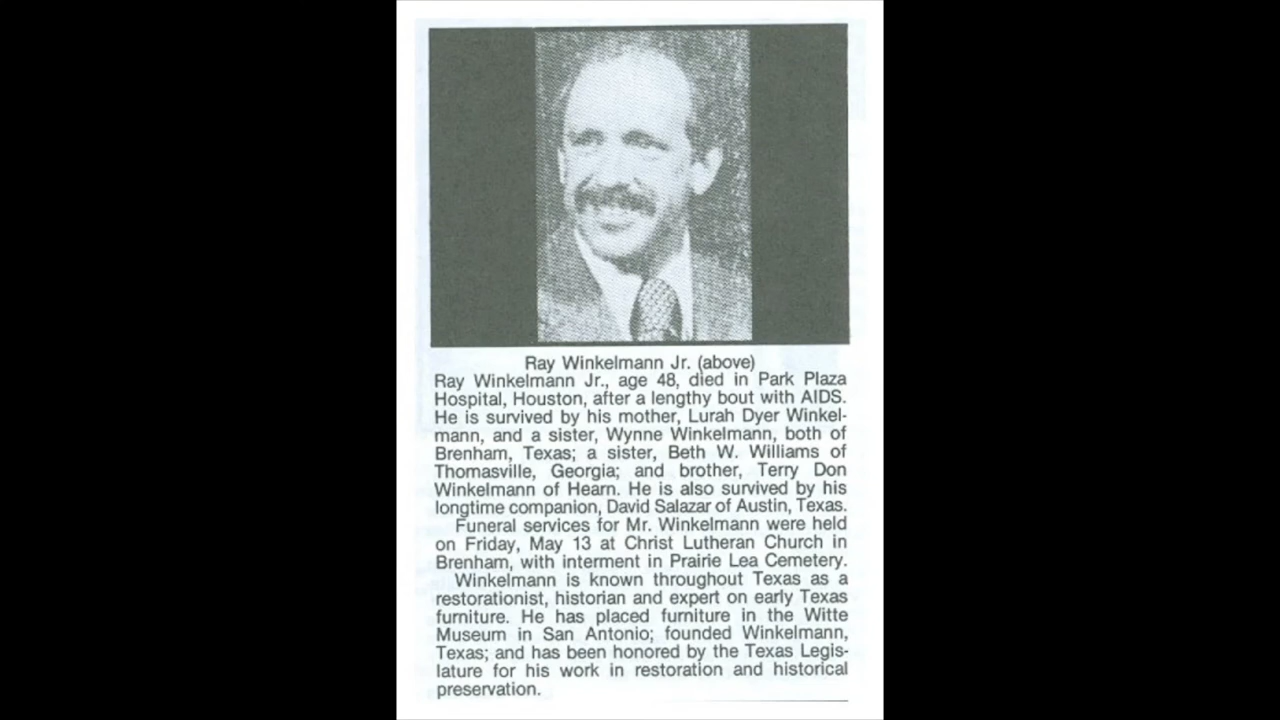 Ray Winkelmann Jr. (above)
Ray Winkelmann Jr., age 48, died in Park Plaza
Hospital, Houston, after a lengthy bout with AIDS.
He is survived by his mother, Lurah Dyer Winkel-
mann, and a sister, Wynne Winkelmann, both of
Brenham, Texas; a sister, Beth W. Williams of
Thomasville, Georgia; and brother, Terry Don
Winkelmann of Hearn. He is also survived by his
longtime companion, David Salazar of Austin, Texas.
Funeral services for Mr. Winkelmann were held
on Friday, May 13 at Christ Lutheran Church in
Brenham, with interment in Prairie Lea Cemetery.
Winkelmann is known throughout Texas as a
restorationist, historian and expert on early Texas
furniture. He has placed furniture in the Witte
Museum in San Antonio; founded Winkelmann,
Texas; and has been honored by the Texas Legis-
lature for his work in restoration and historical
preservation.